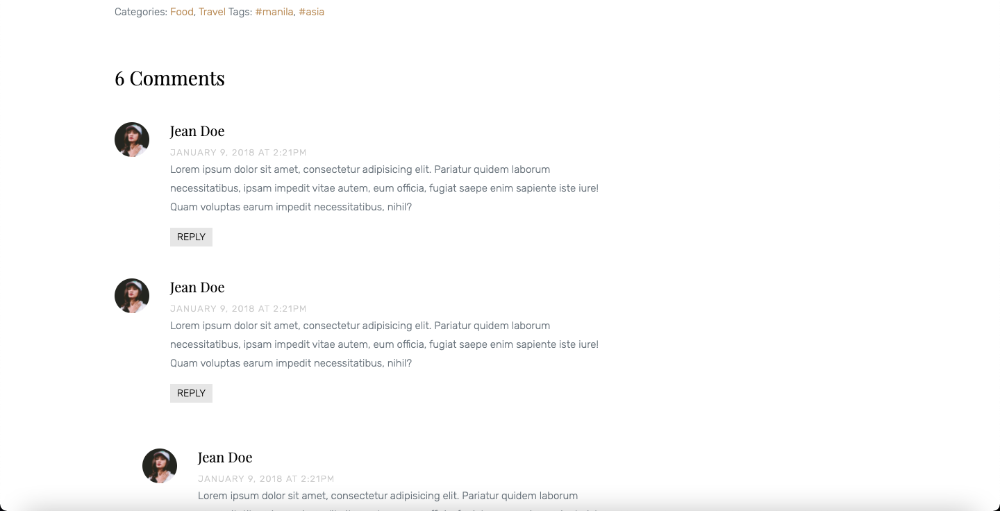 Categories: Food, Travel Tags: #manila, #asia
6 Comments
Jean Doe
JANUARY 9, 2018 AT 2:21PM
Lorem ipsum dolor sit amet, consectetur adipisicing elit. Pariatur quidem laborum
necessitatibus, ipsam impedit vitae autem, eum officia, fugiat saepe enim sapiente iste iure!
Quam voluptas earum impedit necessitatibus, nihil?
REPLY
Jean Doe
JANUARY 9, 2018 AT 2:21PM
Lorem ipsum dolor sit amet, consectetur adipisicing elit. Pariatur quidem laborum
necessitatibus, ipsam impedit vitae autem, eum officia, fugiat saepe enim sapiente iste iure!
Quam voluptas earum impedit necessitatibus, nihil?
REPLY
Jean Doe
JANUARY 9, 2018 AT 2:21PM
Lorem ipsum dolor sit amet, consectetur adipisicing elit. Pariatur quidem laborum